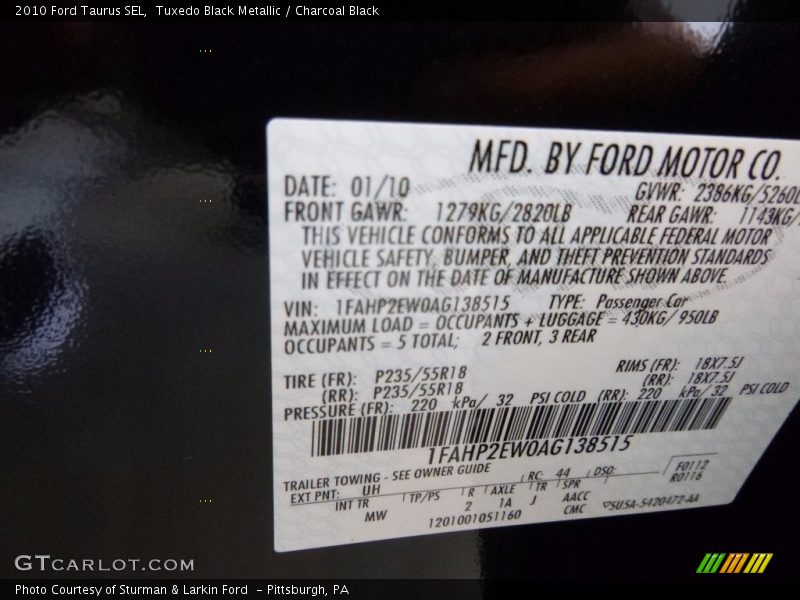 2010 Ford Taurus SEL,  Tuxedo Black Metallic / Charcoal Black
MFD. BY FORD MOTOR CO.
DATE: 01/10 GVWR: 2386KG/5260L
FRONT GAWR: 1279KG/2820LB REAR GAWR: 1143KG/
THIS VEHICLE CONFORMS TO ALL APPLICABLE FEDERAL MOTOR
VEHICLE SAFETY, BUMPER, AND THEFT PREVENTION STANDARDS
IN EFFECT ON THE DATE OF MANUFACTURE SHOWN ABOVE.
VIN: 1FAHP2EW0AG138515 TYPE: Passenger Car
MAXIMUM LOAD = OCCUPANTS + LUGGAGE = 430KG/ 950LB
OCCUPANTS = 5 TOTAL; 2 FRONT, 3 REAR
TIRE (FR): P235/55R18 RIMS (FR): 18X7.5J
(RR): P235/55R18 (RR): 18X7.5J
PRESSURE (FR): 220 kPa/ 32 PSI COLD (RR): 220 kPa/ 32 PSI COLD
1FAHP2EW0AG138515
TRAILER TOWING - SEE OWNER GUIDE
EXT PNT: UH RC: 44 DSO: F0112
R0116
INT TR TP/PS R AXLE TR SPR
MW 2 1A J AACC
CMC
1201001051160 ▽5U5A-5420472-AA
GTCARLOT.COM
Photo Courtesy of Sturman & Larkin Ford  - Pittsburgh, PA